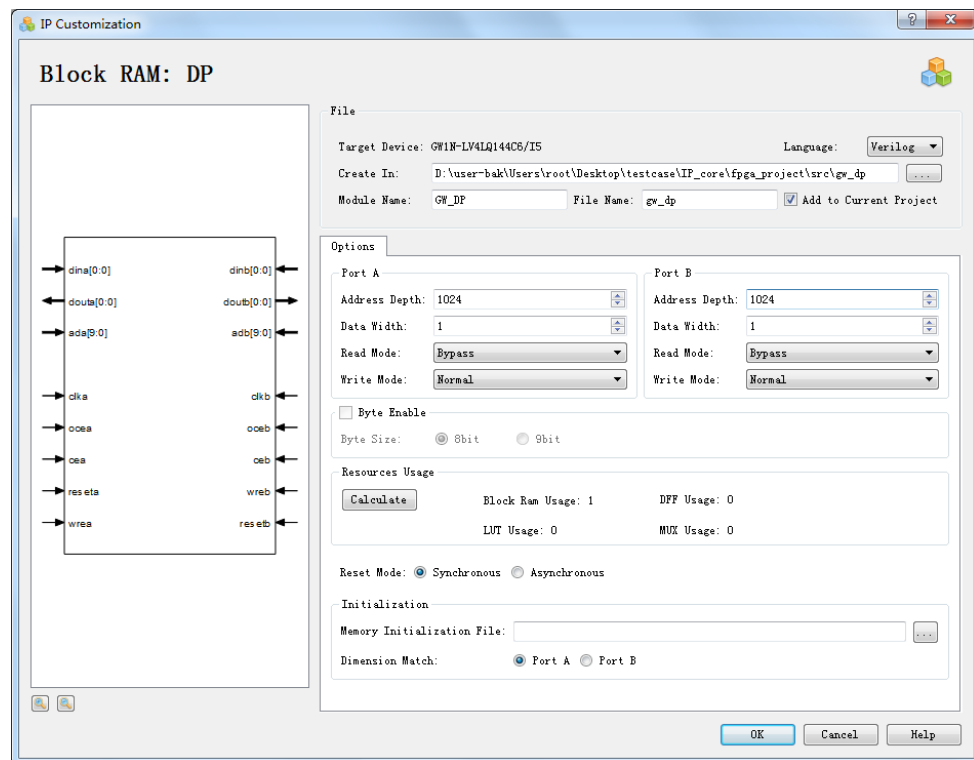 IP Customization
Block RAM: DP
File
Target Device: GW1N-LV4LQ144C6/I5 Language: Verilog
Create In: D:\user-bak\Users\root\Desktop\testcase\IP_core\fpga_project\src\gw_dp ...
Module Name: GW_DP File Name: gw_dp Add to Current Project
dina[0:0] dinb[0:0]
douta[0:0] doutb[0:0]
ada[9:0] adb[9:0]
clka clkb
ocea oceb
cea ceb
reseta wreb
wrea resetb
Options
Port A Port B
Address Depth: 1024 Address Depth: 1024
Data Width: 1 Data Width: 1
Read Mode: Bypass Read Mode: Bypass
Write Mode: Normal Write Mode: Normal
Byte Enable
Byte Size: 8bit 9bit
Resources Usage
Calculate Block Ram Usage: 1 DFF Usage: 0
LUT Usage: 0 MUX Usage: 0
Reset Mode: Synchronous Asynchronous
Initialization
Memory Initialization File: ...
Dimension Match: Port A Port B
OK Cancel Help